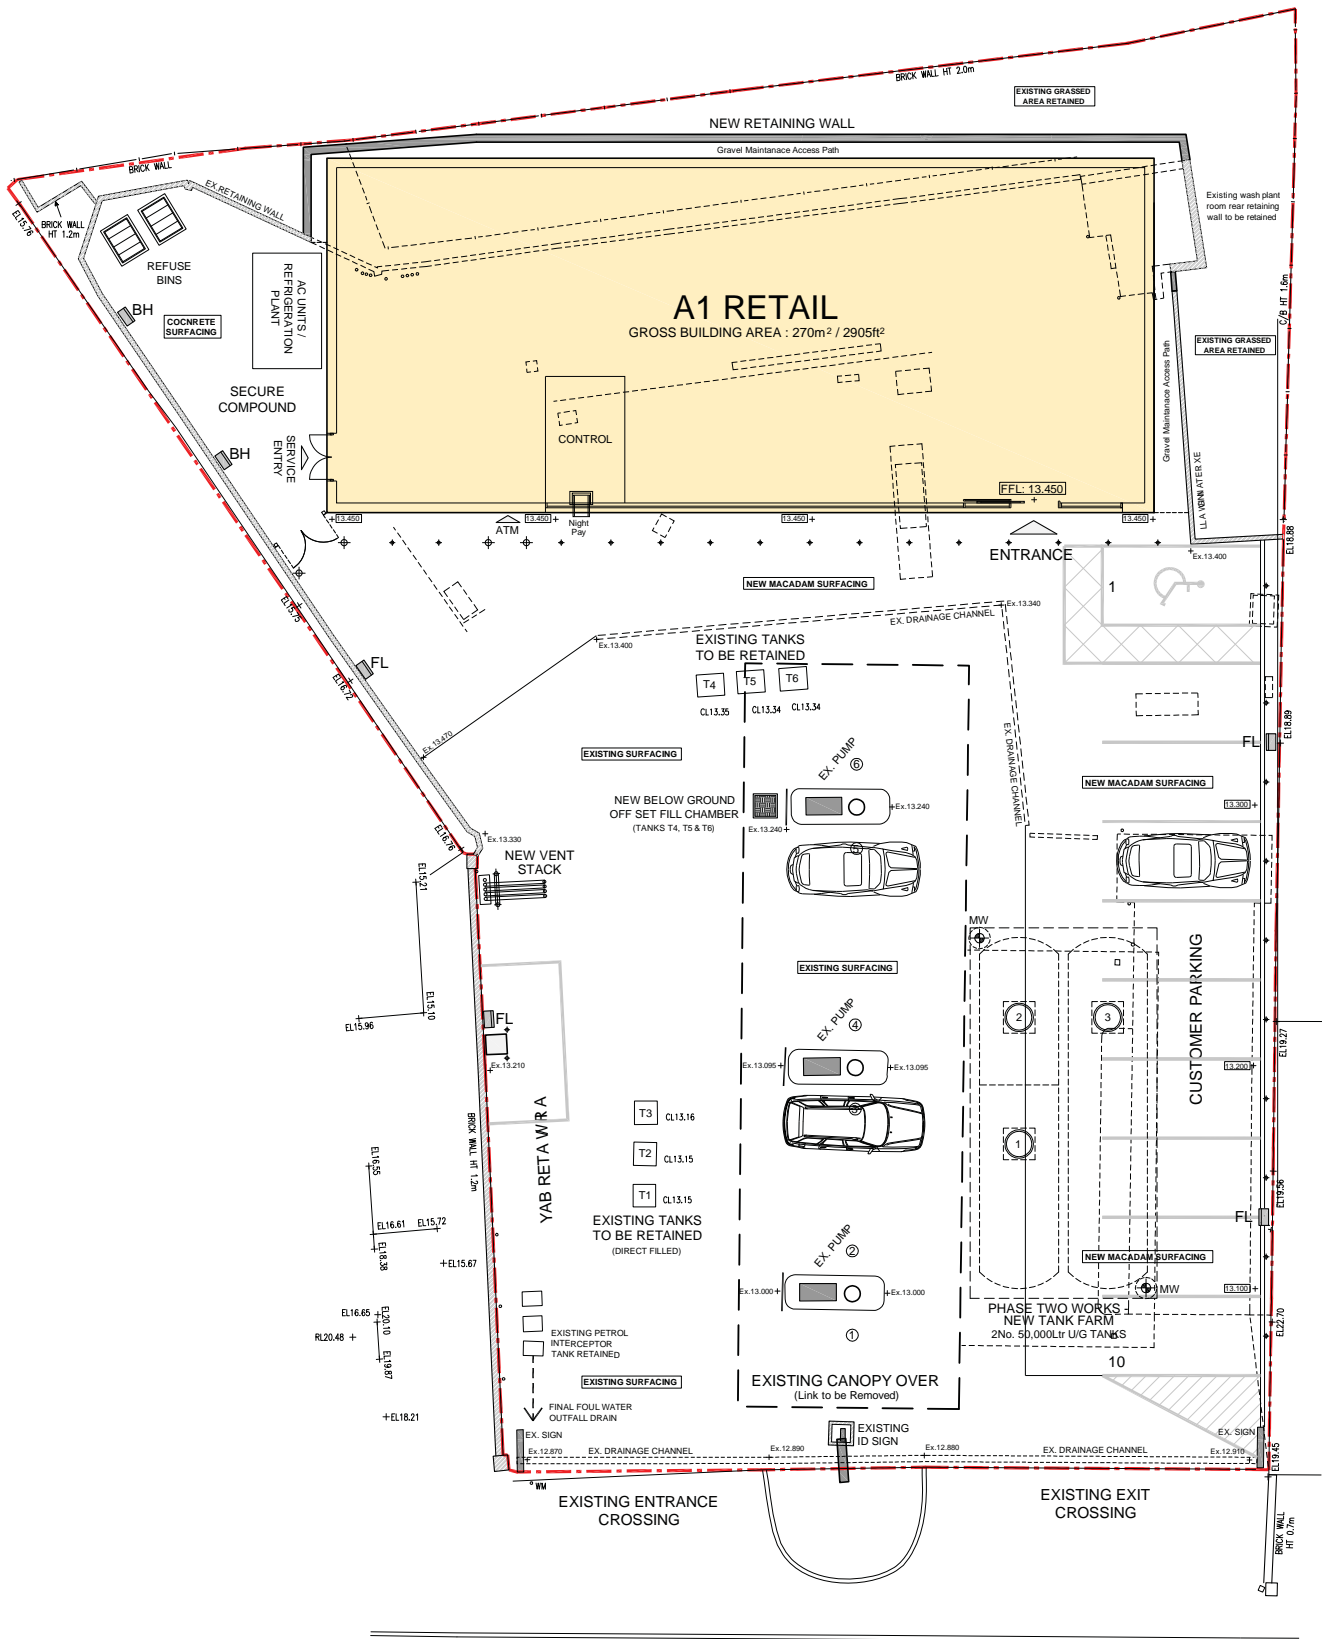 BRICK WALL HT 2.0m
EXISTING GRASSED
AREA RETAINED
NEW RETAINING WALL
Gravel Maintanace Access Path
BRICK WALL
EX.RETAINING WALL
EL15.76
BRICK WALL
HT 1.2m
REFUSE
BINS
Existing wash plant
room rear retaining
wall to be retained
AC UNITS /
REFRIGERATION
PLANT
BH
COCNRETE
SURFACING
A1 RETAIL
GROSS BUILDING AREA : 270m² / 2905ft²
C/B HT 1.6m
EXISTING GRASSED
AREA RETAINED
Gravel Maintanace Access Path
SECURE
COMPOUND
CONTROL
SERVICE
ENTRY
BH
LLA WGNINIATER XE
FFL: 13.450
13.450
ATM
13.450
Night
Pay
13.450
13.450
ENTRANCE
EL18.88
Ex.13.400
NEW MACADAM SURFACING
1
EL15.75
Ex.13.340
EX. DRAINAGE CHANNEL
Ex.13.400
EXISTING TANKS
TO BE RETAINED
FL
EL16.72
T4
T5
T6
CL13.35
CL13.34
CL13.34
EX. DRAINAGE CHANNEL
EL18.89
FL
Ex.13.470
EXISTING SURFACING
EX. PUMP
6
NEW MACADAM SURFACING
NEW BELOW GROUND
OFF SET FILL CHAMBER
(TANKS T4, T5 & T6)
Ex.13.240
Ex.13.240
13.300
Ex.13.330
EL16.76
NEW VENT
STACK
5
EL15.21
MW
CUSTOMER PARKING
EXISTING SURFACING
EL15.10
EL15.96
FL
EX. PUMP
4
2
3
EL19.27
Ex.13.210
Ex.13.095
Ex.13.095
13.200
BRICK WALL HT 1.2m
YAB RETAW RIA
T3
CL13.16
3
T2
CL13.15
1
T1
CL13.15
EL16.55
EL19.56
EL16.61
EL15.72
EL18.38
EXISTING TANKS
TO BE RETAINED
(DIRECT FILLED)
FL
EX. PUMP
2
EL15.67
NEW MACADAM SURFACING
Ex.13.000
Ex.13.000
MW
13.100
EL16.65
EL20.10
RL20.48
EL19.87
EXISTING PETROL
INTERCEPTOR
TANK RETAINED
1
PHASE TWO WORKS
NEW TANK FARM
2No. 50,000Ltr U/G TANKS
EL22.70
10
EXISTING SURFACING
EXISTING CANOPY OVER
(Link to be Removed)
EL18.21
FINAL FOUL WATER
OUTFALL DRAIN
EX. SIGN
EXISTING
ID SIGN
EX. SIGN
Ex.12.870
EX. DRAINAGE CHANNEL
Ex.12.890
Ex.12.880
EX. DRAINAGE CHANNEL
Ex.12.910
EL19.45
WM
EXISTING ENTRANCE
CROSSING
EXISTING EXIT
CROSSING
BRICK WALL
HT 0.7m